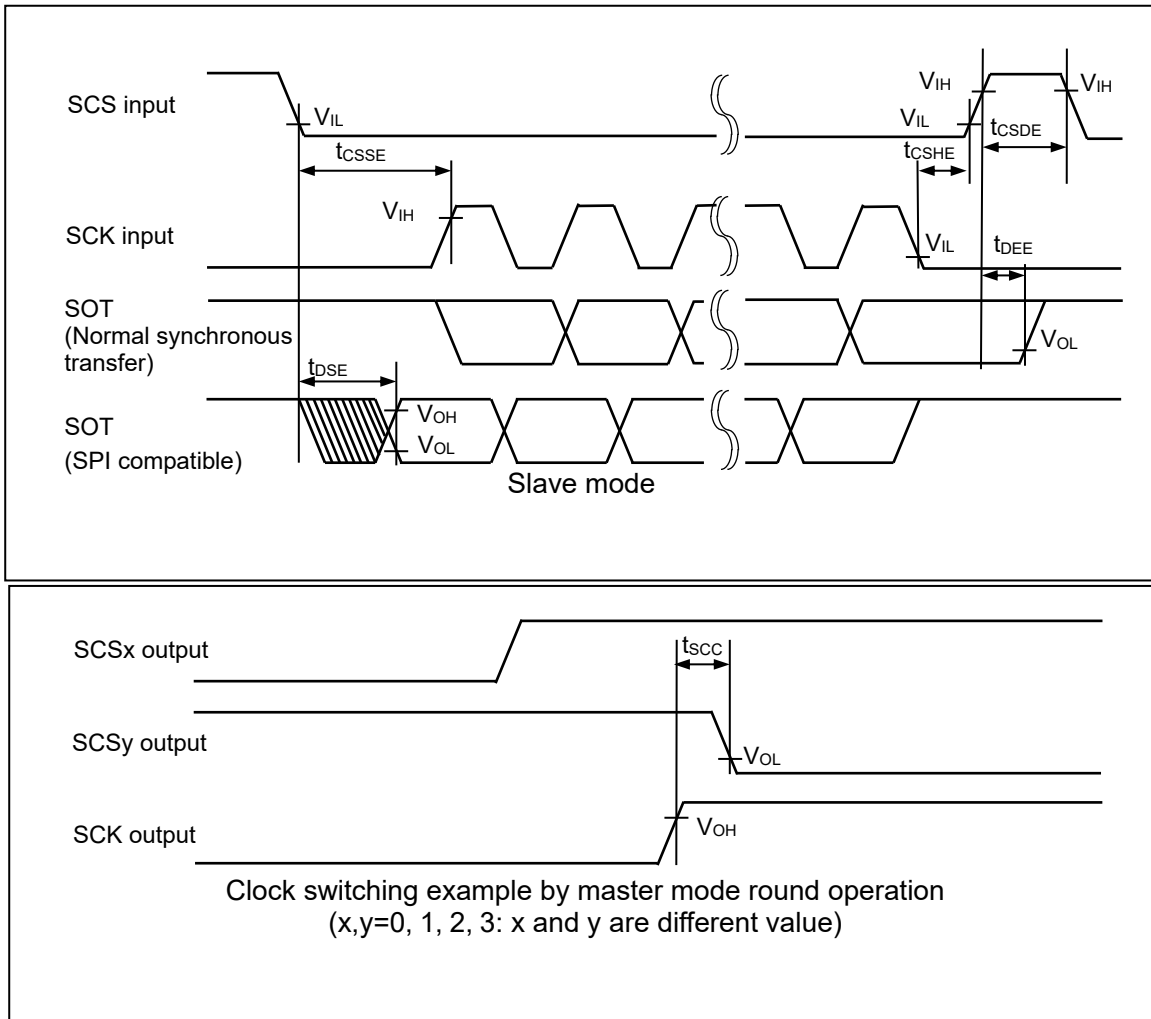 SCS input
VIL
VIH
VIH
VIL
tCSDE
tCSSE
tCSHE
SCK input
VIH
VIL
tDEE
SOT
(Normal synchronous
transfer)
VOL
tDSE
SOT
(SPI compatible)
VOH
VOL
Slave mode
SCSx output
tSCC
SCSy output
VOL
SCK output
VOH
Clock switching example by master mode round operation
(x,y=0, 1, 2, 3: x and y are different value)